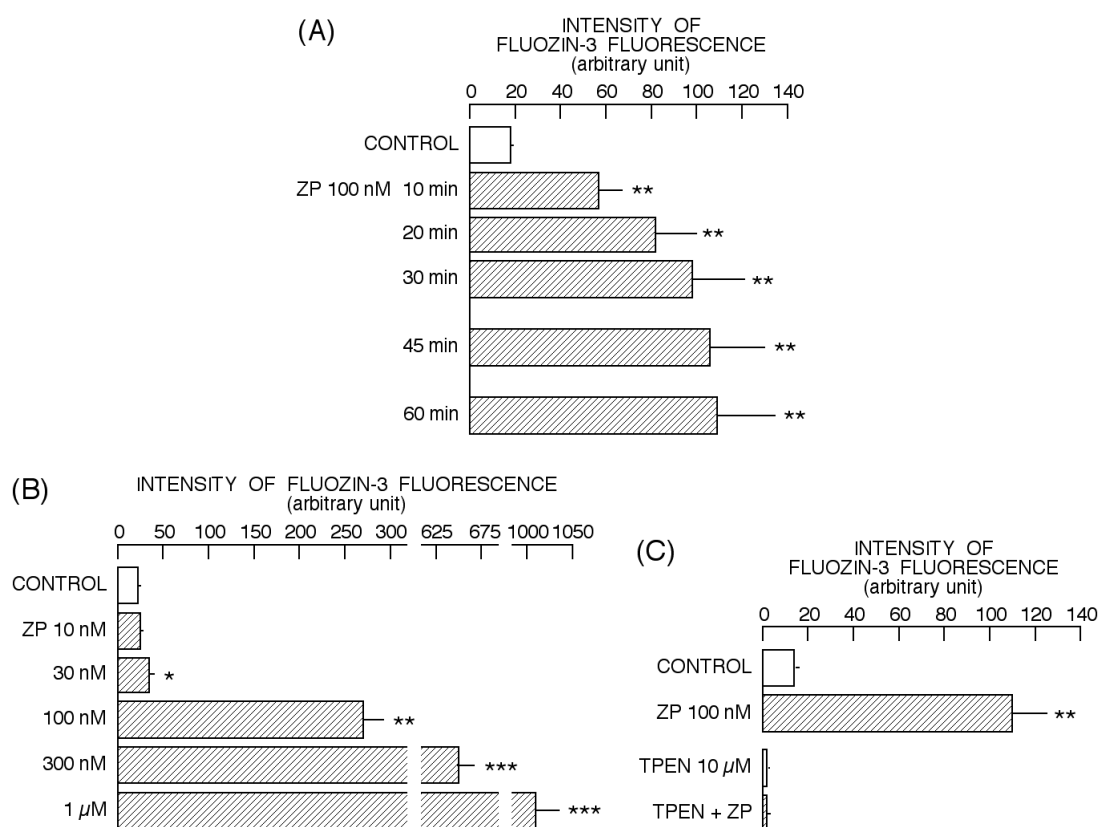 (A)
INTENSITY OF
FLUOZIN-3 FLUORESCENCE
(arbitrary unit)
0 20 40 60 80 100 120 140
CONTROL
ZP 100 nM 10 min **
20 min **
30 min **
45 min **
60 min **
(B)
INTENSITY OF FLUOZIN-3 FLUORESCENCE
(arbitrary unit)
0 50 100 150 200 250 300 625 675 1000 1050
CONTROL
ZP 10 nM
30 nM *
100 nM **
300 nM ***
1 µM ***
(C)
INTENSITY OF
FLUOZIN-3 FLUORESCENCE
(arbitrary unit)
0 20 40 60 80 100 120 140
CONTROL
ZP 100 nM **
TPEN 10 µM
TPEN + ZP